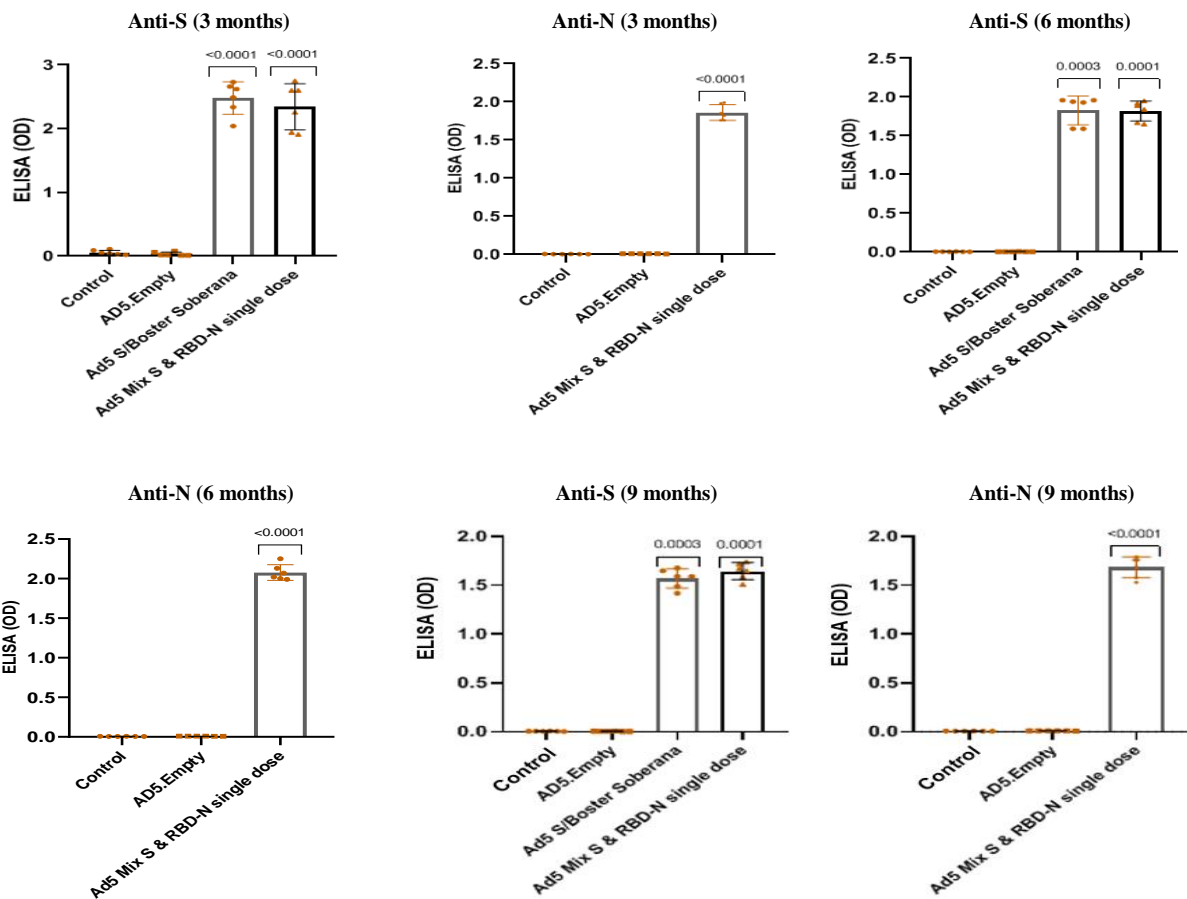 Anti-S (3 months)
<0.0001 <0.0001
3
2
1
0
ELISA (OD)
Control
AD5.Empty
Ad5 S/Boster Soberana
Ad5 Mix S & RBD-N single dose
Anti-N (3 months)
<0.0001
2.5
2.0
1.5
1.0
0.5
0.0
ELISA (OD)
Control
AD5.Empty
Ad5 Mix S & RBD-N single dose
Anti-S (6 months)
0.0003 0.0001
2.5
2.0
1.5
1.0
0.5
0.0
ELISA (OD)
Control
AD5.Empty
Ad5 S/Boster Soberana
Ad5 Mix S & RBD-N single dose
Anti-N (6 months)
<0.0001
2.5
2.0
1.5
1.0
0.5
0.0
ELISA (OD)
Control
AD5.Empty
Ad5 Mix S & RBD-N single dose
Anti-S (9 months)
0.0003 0.0001
2.0
1.5
1.0
0.5
0.0
ELISA (OD)
Control
AD5.Empty
Ad5 S/Boster Soberana
Ad5 Mix S & RBD-N single dose
Anti-N (9 months)
<0.0001
2.0
1.5
1.0
0.5
0.0
ELISA (OD)
Control
AD5.Empty
Ad5 Mix S & RBD-N single dose